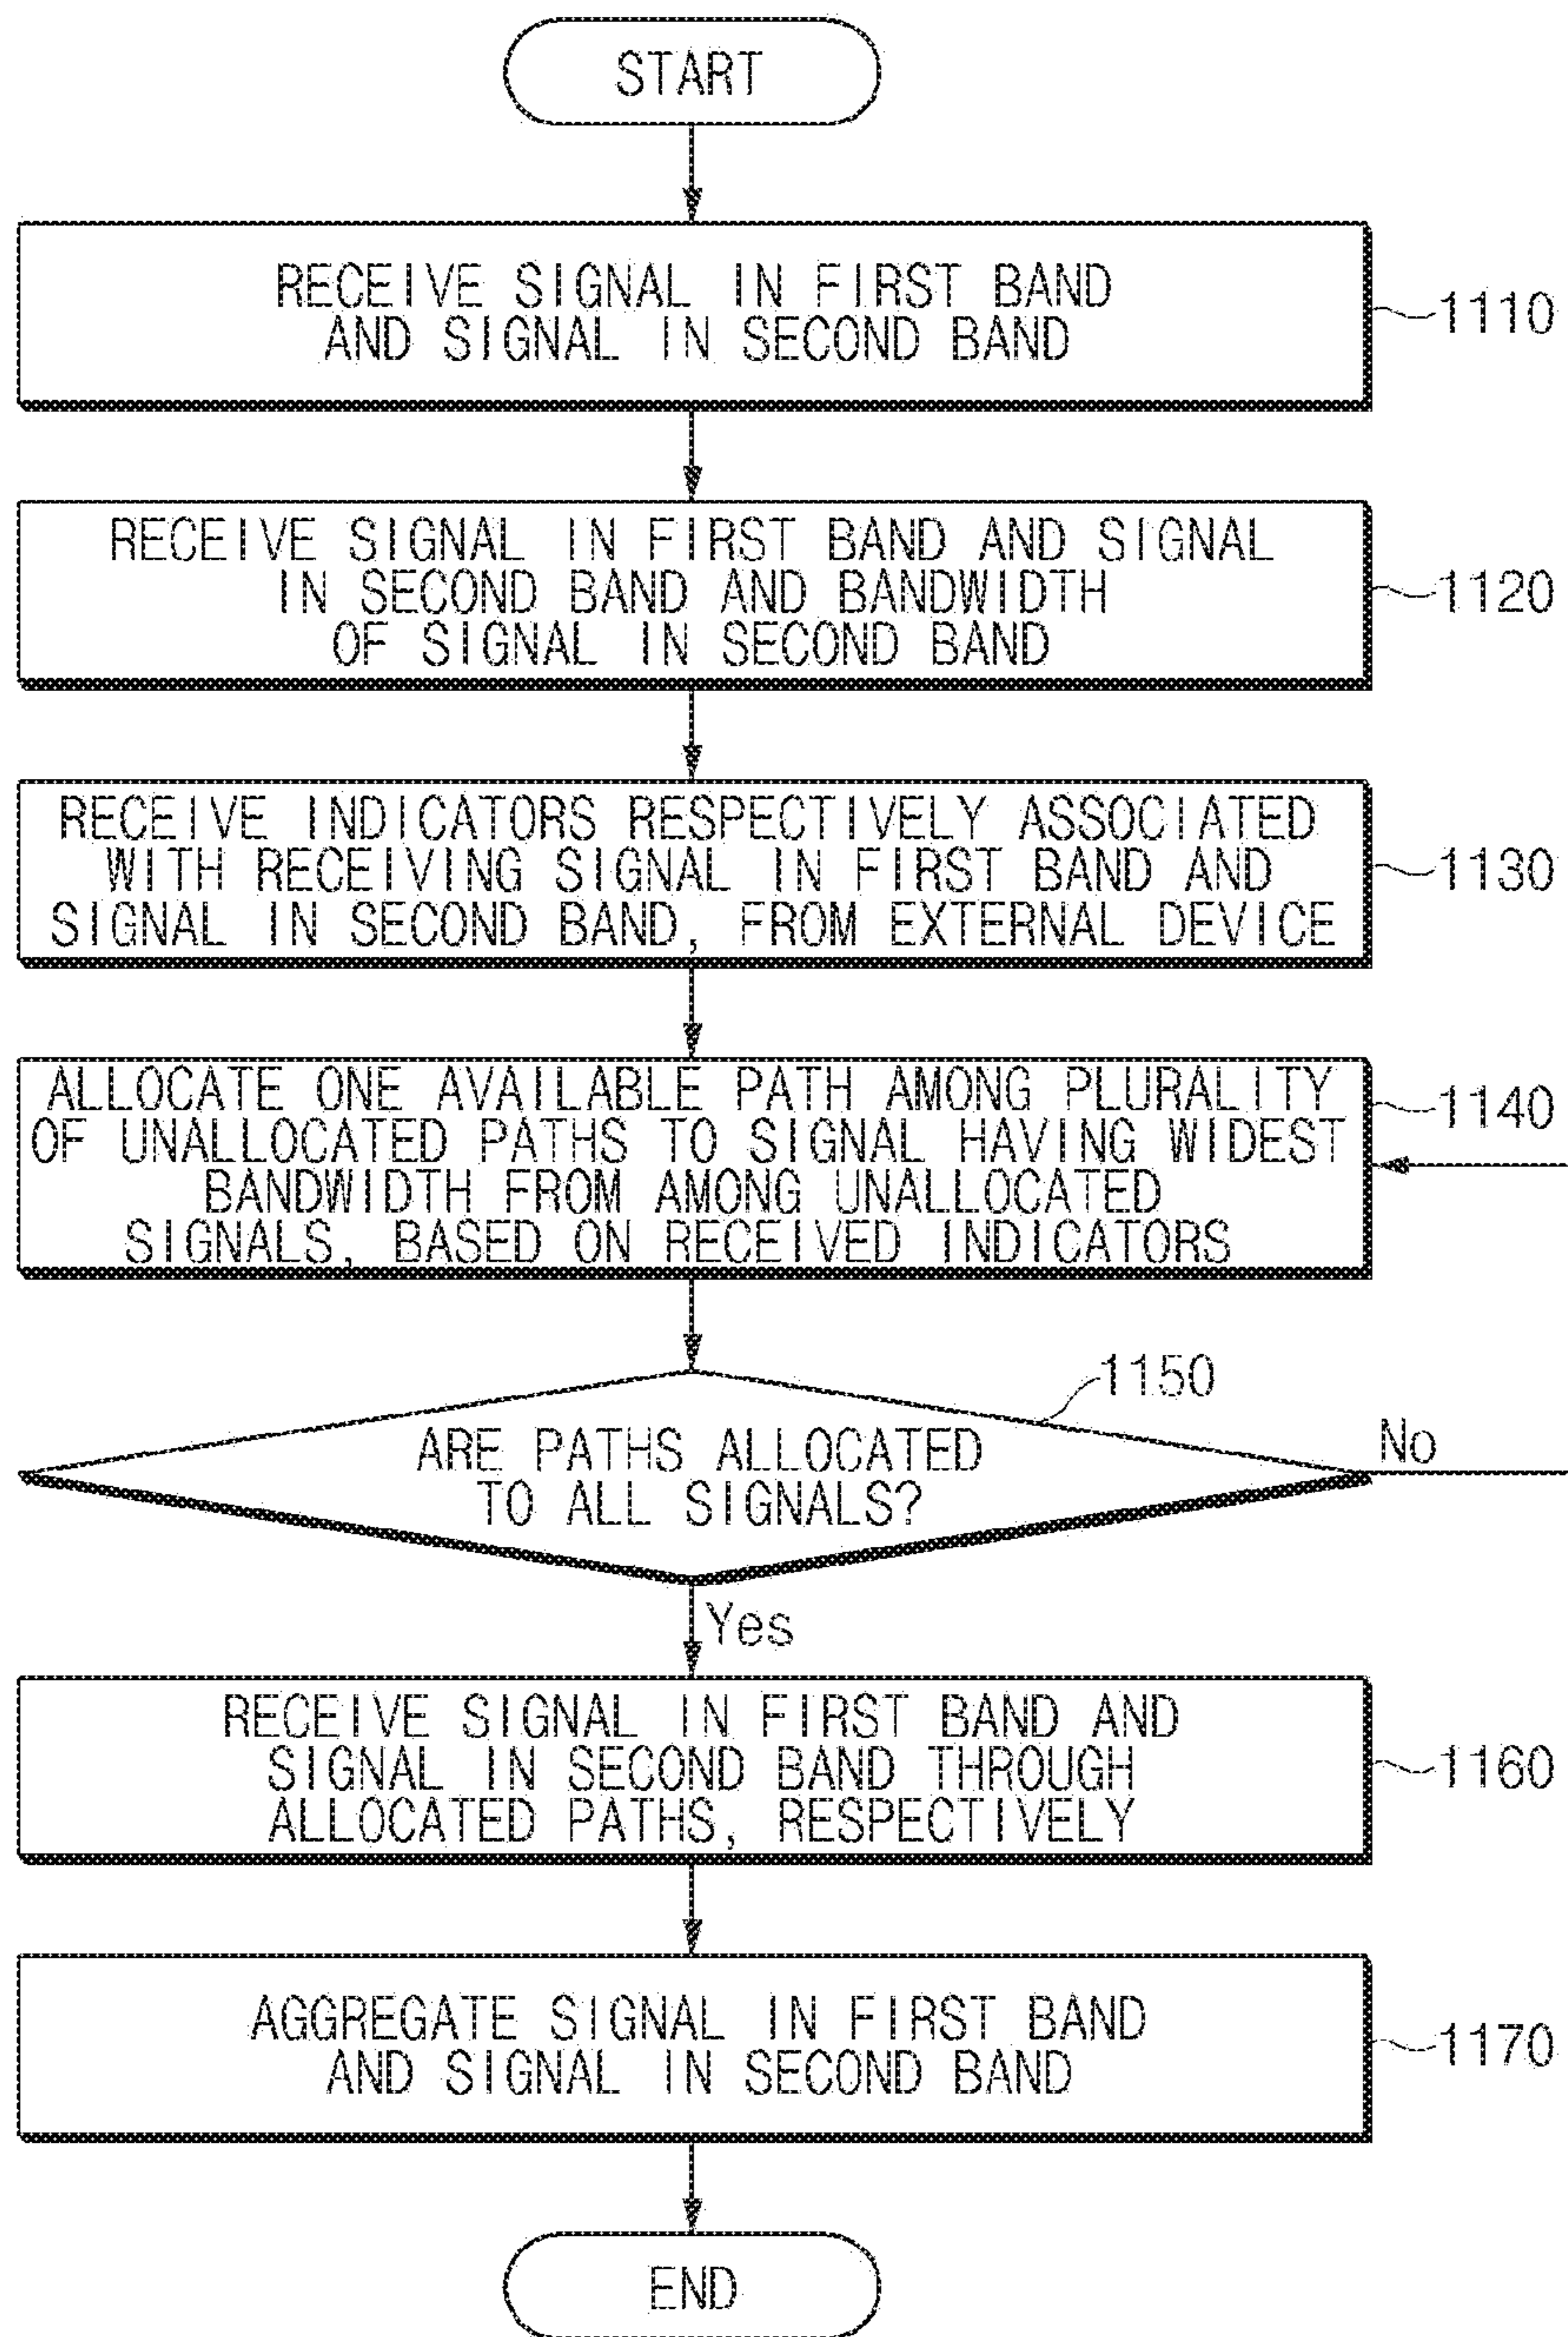 START
RECEIVE SIGNAL IN FIRST BAND
AND SIGNAL IN SECOND BAND
1110
RECEIVE SIGNAL IN FIRST BAND AND SIGNAL
IN SECOND BAND AND BANDWIDTH
OF SIGNAL IN SECOND BAND
1120
RECEIVE INDICATORS RESPECTIVELY ASSOCIATED
WITH RECEIVING SIGNAL IN FIRST BAND AND
SIGNAL IN SECOND BAND, FROM EXTERNAL DEVICE
1130
ALLOCATE ONE AVAILABLE PATH AMONG PLURALITY
OF UNALLOCATED PATHS TO SIGNAL HAVING WIDEST
BANDWIDTH FROM AMONG UNALLOCATED
SIGNALS, BASED ON RECEIVED INDICATORS
1140
1150
ARE PATHS ALLOCATED
TO ALL SIGNALS?
No
Yes
RECEIVE SIGNAL IN FIRST BAND AND
SIGNAL IN SECOND BAND THROUGH
ALLOCATED PATHS, RESPECTIVELY
1160
AGGREGATE SIGNAL IN FIRST BAND
AND SIGNAL IN SECOND BAND
1170
END